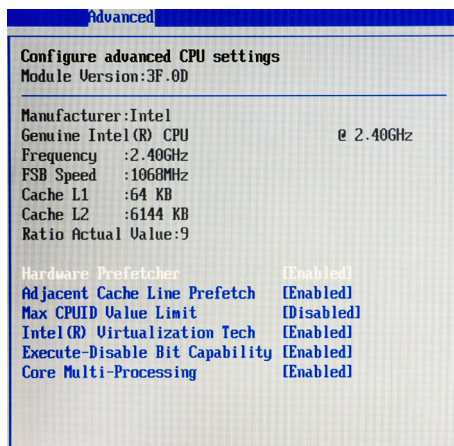 Advanced
Configure advanced CPU settings
Module Version:3F.0D
Manufacturer:Intel
Genuine Intel(R) CPU @ 2.40GHz
Frequency :2.40GHz
FSB Speed :1068MHz
Cache L1 :64 KB
Cache L2 :6144 KB
Ratio Actual Value:9
Hardware Prefetcher [Enabled]
Adjacent Cache Line Prefetch [Enabled]
Max CPUID Value Limit [Disabled]
Intel(R) Virtualization Tech [Enabled]
Execute-Disable Bit Capability [Enabled]
Core Multi-Processing [Enabled]